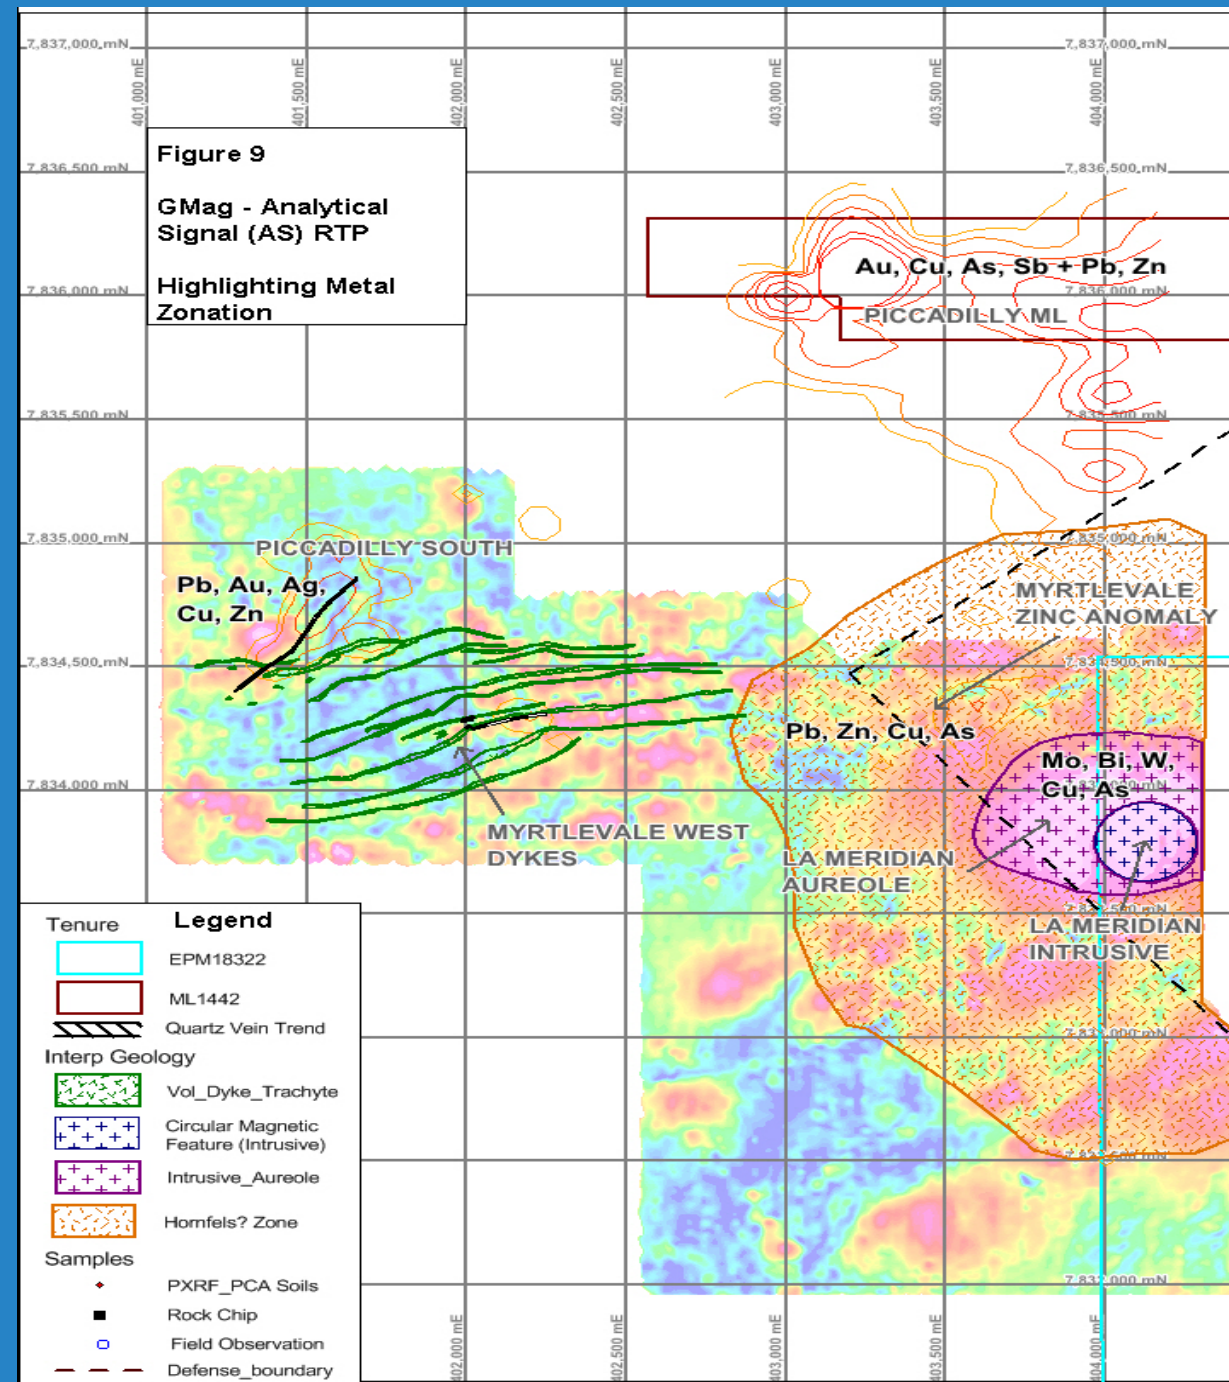 7,837,000 mN
7,837,000 mN
401,000 mE
401,500 mE
402,000 mE
402,500 mE
403,000 mE
403,500 mE
404,000 mE
Figure 9
GMag - Analytical
Signal (AS) RTP
Highlighting Metal
Zonation
7,836,500 mN
7,836,500 mN
Au, Cu, As, Sb + Pb, Zn
7,836,000 mN
7,836,000 mN
PICCADILLY ML
7,835,500 mN
7,835,500 mN
7,835,000 mN
7,835,000 mN
PICCADILLY SOUTH
Pb, Au, Ag,
Cu, Zn
MYRTLEVALE
ZINC ANOMALY
7,834,500 mN
7,834,500 mN
Pb, Zn, Cu, As
Mo, Bi, W,
Cu, As
7,834,000 mN
MYRTLEVALE WEST
DYKES
LA MERIDIAN
AUREOLE
LA MERIDIAN
INTRUSIVE
Legend
Tenure
EPM18322
ML1442
Quartz Vein Trend
Interp Geology
Vol_Dyke_Trachyte
Circular Magnetic
Feature (Intrusive)
Intrusive_Aureole
Hornfels? Zone
Samples
PXRF_PCA Soils
Rock Chip
Field Observation
Defense_boundary
7,833,000 mN
7,832,000 mN
402,000 mE
402,500 mE
403,000 mE
403,500 mE
404,000 mE